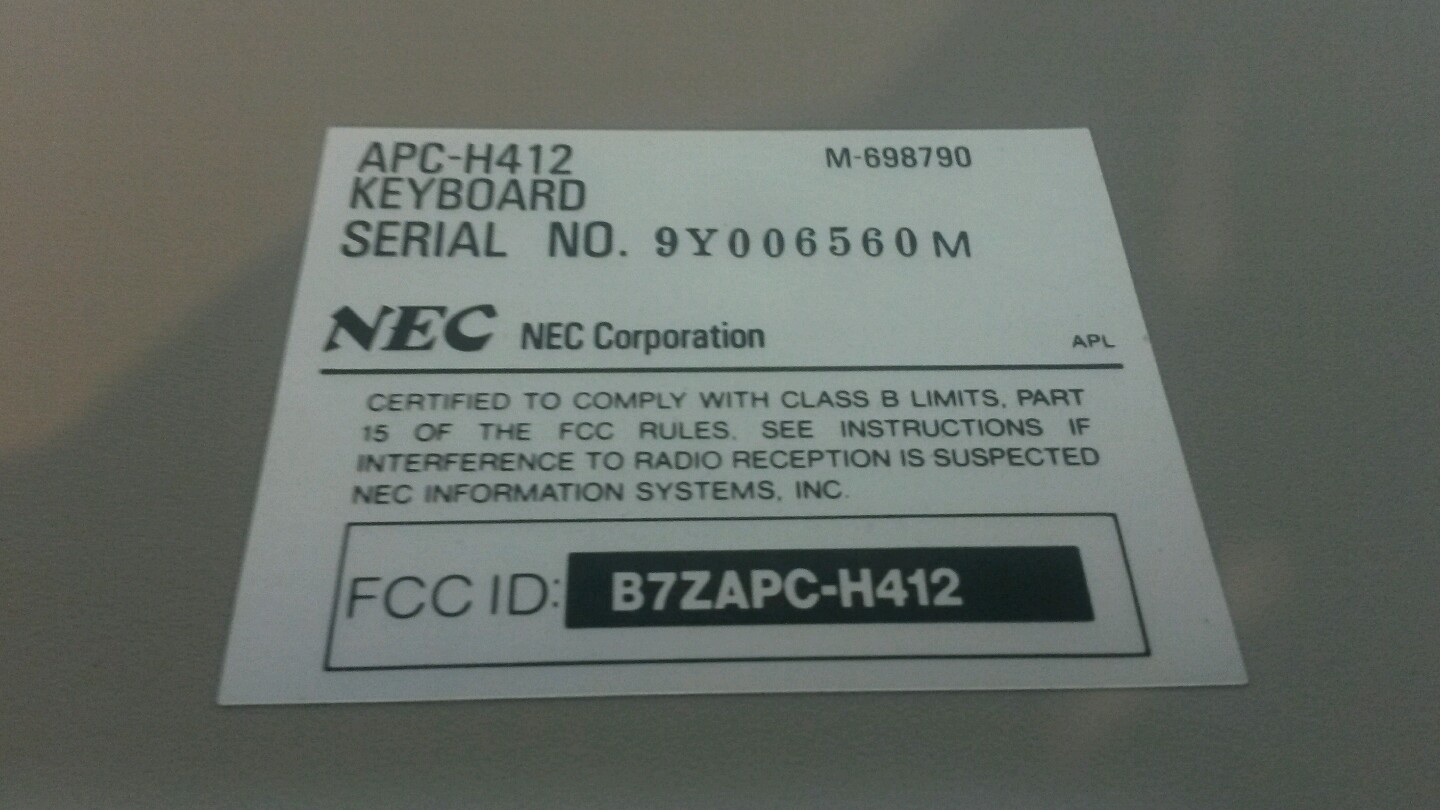 APC-H412 M-698790
KEYBOARD
SERIAL NO. 9Y006560M
NEC NEC Corporation APL
CERTIFIED TO COMPLY WITH CLASS B LIMITS, PART
15 OF THE FCC RULES. SEE INSTRUCTIONS IF
INTERFERENCE TO RADIO RECEPTION IS SUSPECTED
NEC INFORMATION SYSTEMS, INC.
FCC ID: B7ZAPC-H412